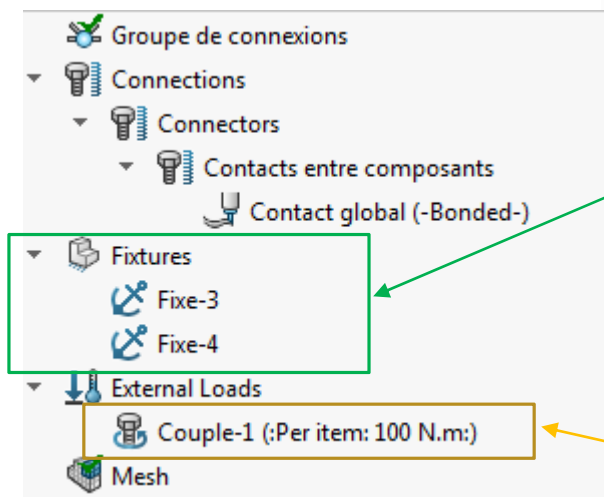 Groupe de connexions
Connections
Connectors
Contacts entre composants
Contact global (-Bonded-)
Fixtures
Fixe-3
Fixe-4
External Loads
Couple-1 (:Per item: 100 N.m:)
Mesh